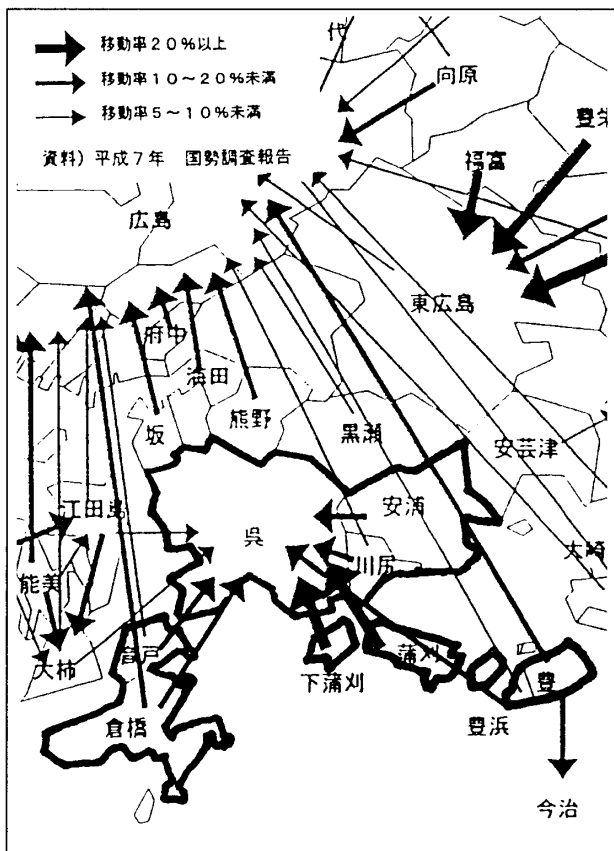 移動率20%以上
代
移動率10~20%未満
向原
移動率5~10%未満
豊栄
資料)平成7年 国勢調査報告
福富
広島
東広島
府中
海田
坂
熊野
黒瀬
安芸津
江田島
安浦
呉
大崎
川尻
能美
音戸
蒲刈
大柿
下蒲刈
豊
倉橋
豊浜
今治